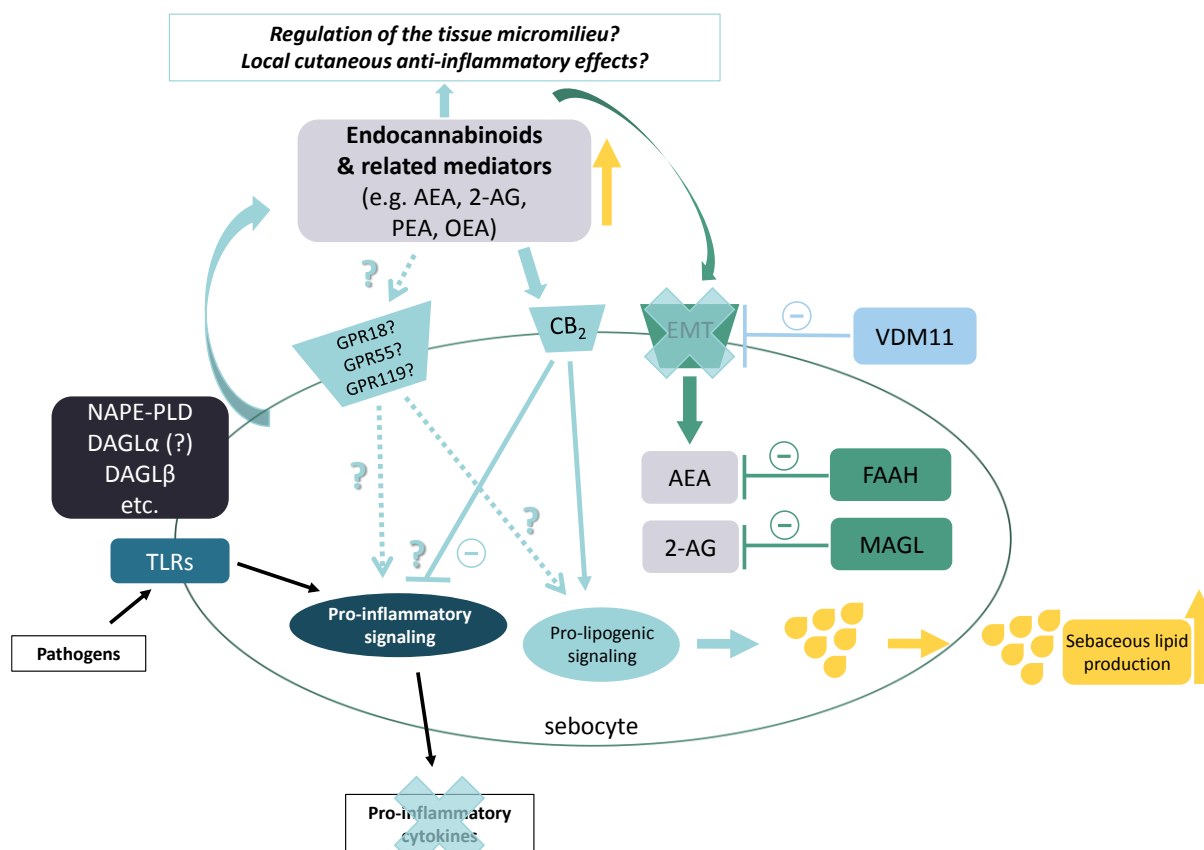 Regulation of the tissue micromilieu?
Local cutaneous anti-inflammatory effects?
Endocannabinoids
& related mediators
(e.g. AEA, 2-AG,
PEA, OEA)
?
GPR18?
GPR55?
GPR119?
CB2
EMT
−
VDM11
NAPE-PLD
DAGLα (?)
DAGLβ
etc.
TLRs
Pathogens
?
?
?
−
AEA
−
FAAH
2-AG
−
MAGL
Pro-inflammatory
signaling
Pro-lipogenic
signaling
Sebaceous lipid
production
sebocyte
Pro-inflammatory
cytokines